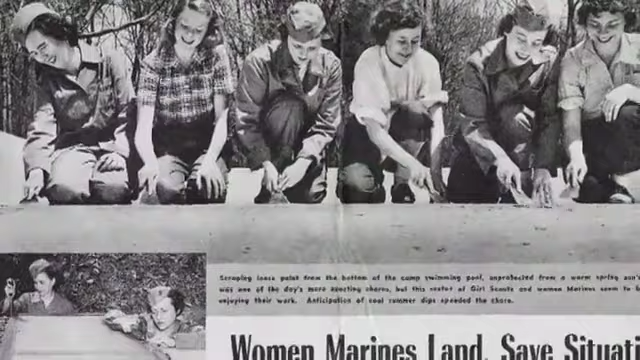 Scraping loose paint from the bottom of the camp swimming pool, unprotected from a warm spring sun
was one of the day's more exacting chores, but this roster of Girl Scouts and women Marines seem to
enjoying their work. Anticipation of cool summer dips speeded the chore.
Women Marines Land, Save Situati